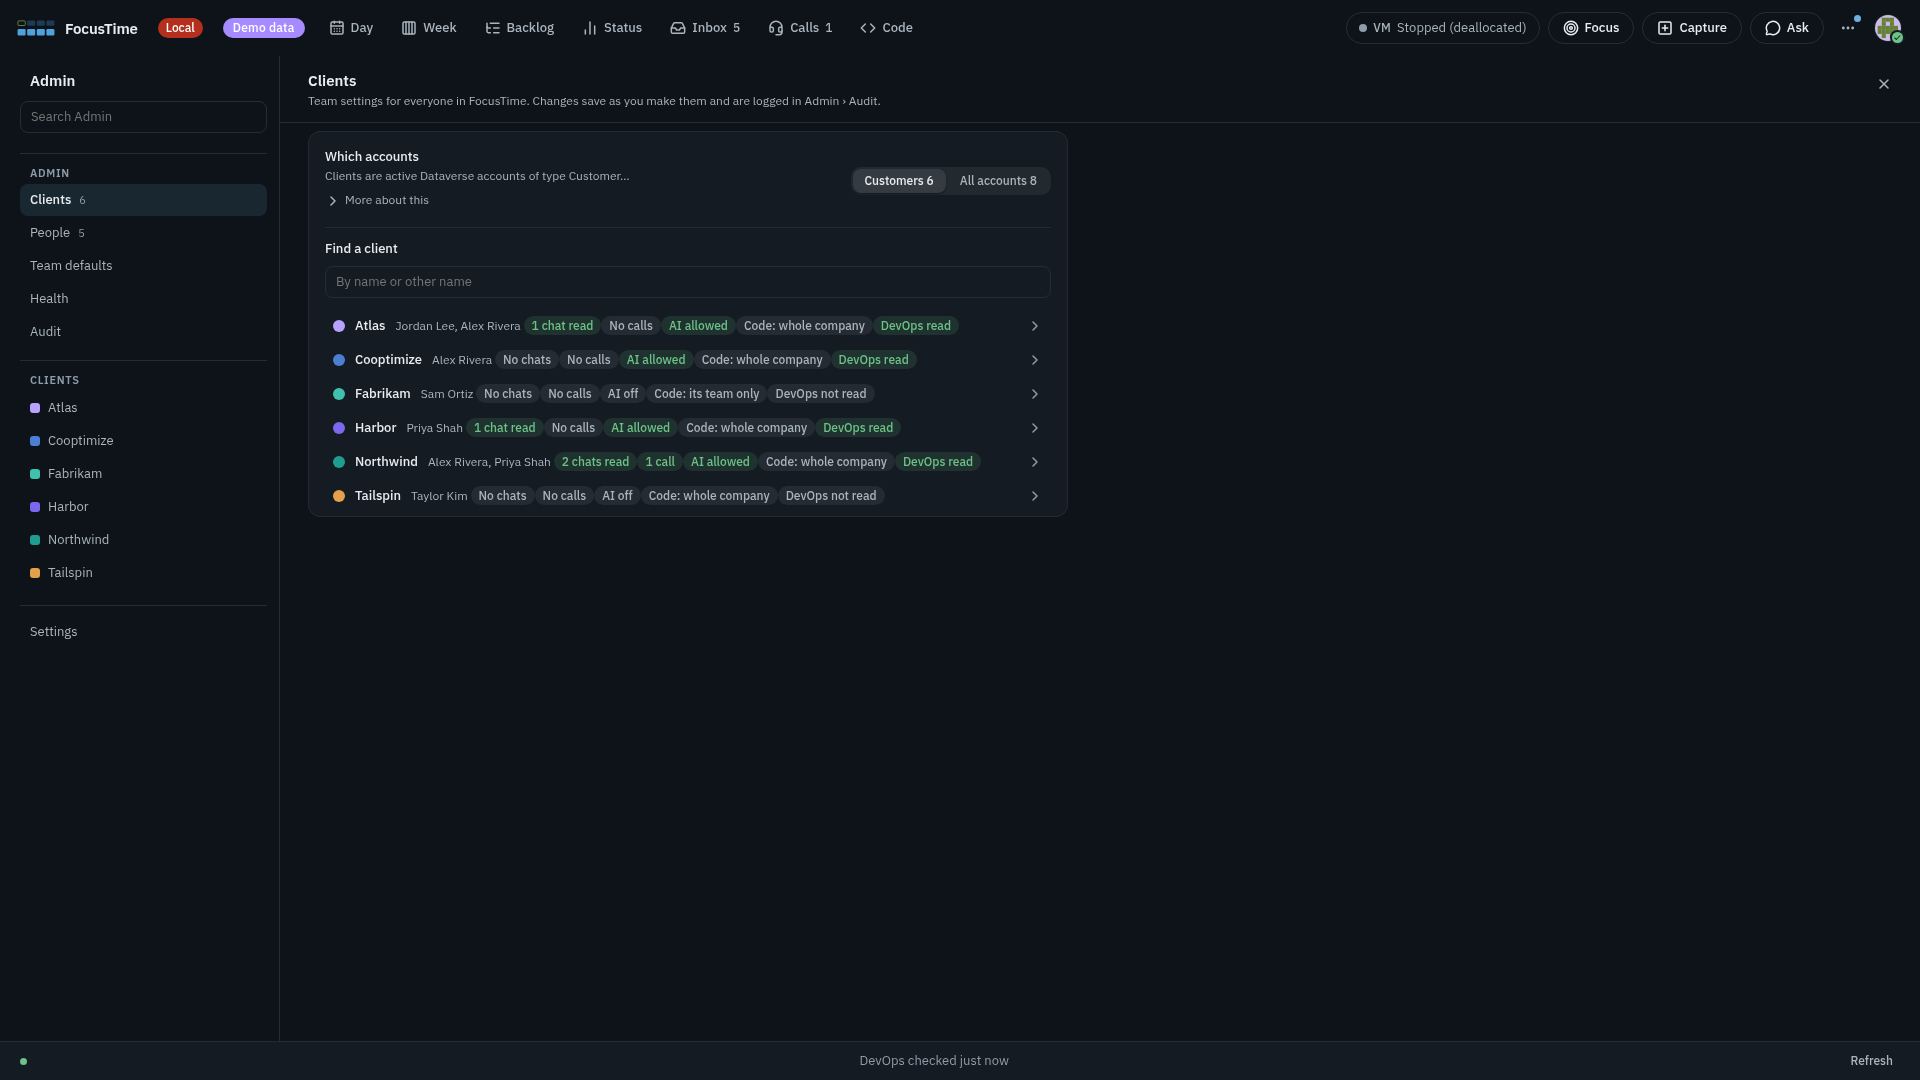 FocusTime Local Demo data Day Week Backlog Status Inbox 5 Calls 1 Code VM Stopped (deallocated) Focus Capture Ask
Admin
Search Admin
ADMIN
Clients 6
People 5
Team defaults
Health
Audit
CLIENTS
Atlas
Cooptimize
Fabrikam
Harbor
Northwind
Tailspin
Settings
Clients
Team settings for everyone in FocusTime. Changes save as you make them and are logged in Admin › Audit.
Which accounts
Clients are active Dataverse accounts of type Customer...
More about this
Customers 6 All accounts 8
Find a client
By name or other name
Atlas Jordan Lee, Alex Rivera 1 chat read No calls AI allowed Code: whole company DevOps read
Cooptimize Alex Rivera No chats No calls AI allowed Code: whole company DevOps read
Fabrikam Sam Ortiz No chats No calls AI off Code: its team only DevOps not read
Harbor Priya Shah 1 chat read No calls AI allowed Code: whole company DevOps read
Northwind Alex Rivera, Priya Shah 2 chats read 1 call AI allowed Code: whole company DevOps read
Tailspin Taylor Kim No chats No calls AI off Code: whole company DevOps not read
DevOps checked just now
Refresh